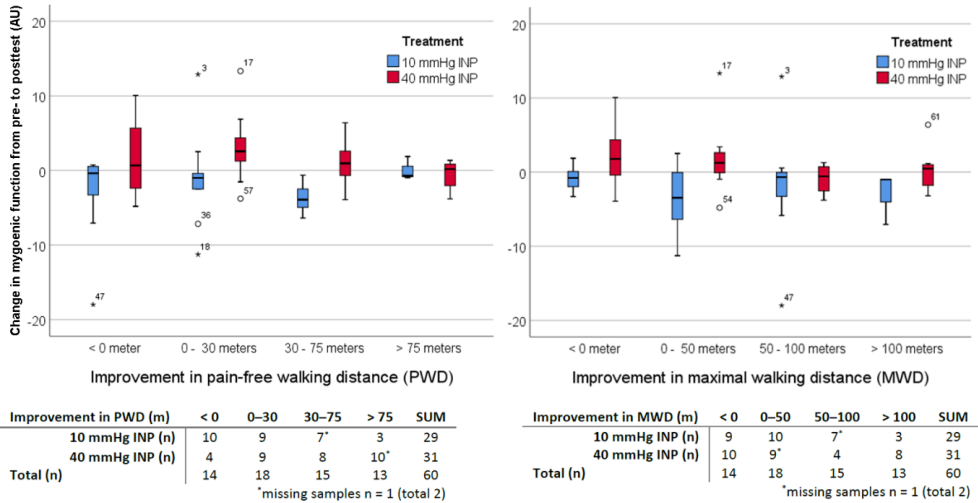 Change in mygoenic function from pre- to posttest (AU)
20
10
0
-10
-20
Treatment
10 mmHg INP
40 mmHg INP
*3
17
36
*18
57
*47
< 0 meter 0 - 30 meters 30 - 75 meters > 75 meters
Improvement in pain-free walking distance (PWD)
20
10
0
-10
-20
Treatment
10 mmHg INP
40 mmHg INP
*17
*3
61
54
*47
< 0 meter 0 - 50 meters 50 - 100 meters > 100 meters
Improvement in maximal walking distance (MWD)
Improvement in PWD (m) < 0 0–30 30–75 > 75 SUM
10 mmHg INP (n) 10 9 7* 3 29
40 mmHg INP (n) 4 9 8 10* 31
Total (n) 14 18 15 13 60
*missing samples n = 1 (total 2)
Improvement in MWD (m) < 0 0–50 50–100 > 100 SUM
10 mmHg INP (n) 9 10 7* 3 29
40 mmHg INP (n) 10 9* 4 8 31
Total (n) 14 18 15 13 60
*missing samples n = 1 (total 2)